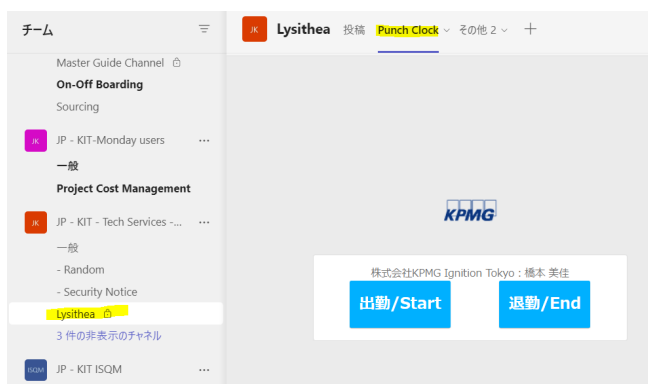 チーム
Master Guide Channel
On-Off Boarding
Sourcing
JK JP - KIT-Monday users ...
一般
Project Cost Management
JK JP - KIT - Tech Services -... ...
一般
- Random
- Security Notice
Lysithea
3 件の非表示のチャネル
ISQM JP - KIT ISQM ...
JK Lysithea 投稿 Punch Clock その他 2 +
KPMG
株式会社KPMG Ignition Tokyo : 橋本 美佳
出勤/Start 退勤/End